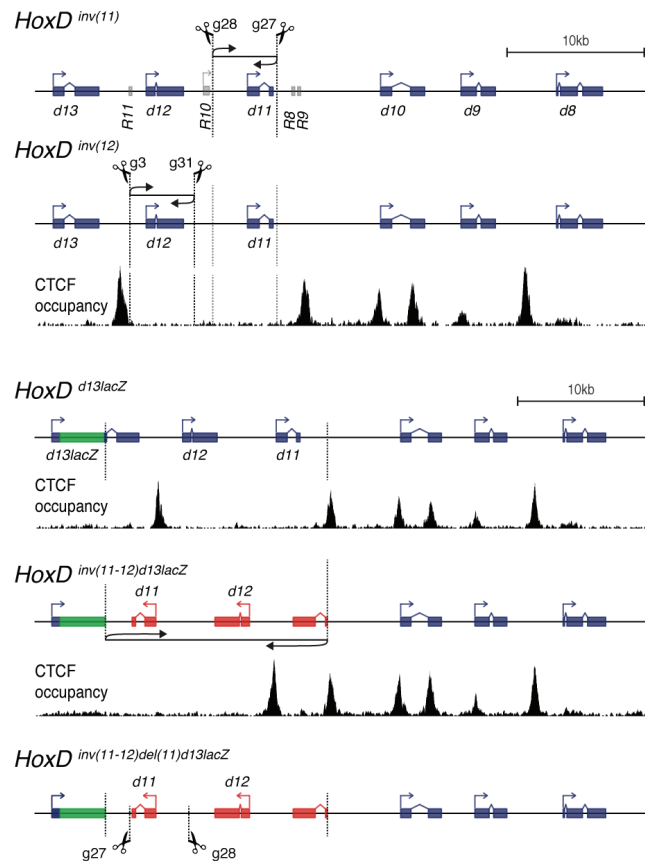 HoxD inv(11)
g28 g27
10kb
d13 R11 d12 R10 d11 R8 R9 d10 d9 d8
HoxD inv(12)
g3 g31
d13 d12 d11
CTCF
occupancy
HoxD d13lacZ
10kb
d13lacZ d12 d11
CTCF
occupancy
HoxD inv(11-12)d13lacZ
d11 d12
CTCF
occupancy
HoxD inv(11-12)del(11)d13lacZ
d11 d12
g27 g28